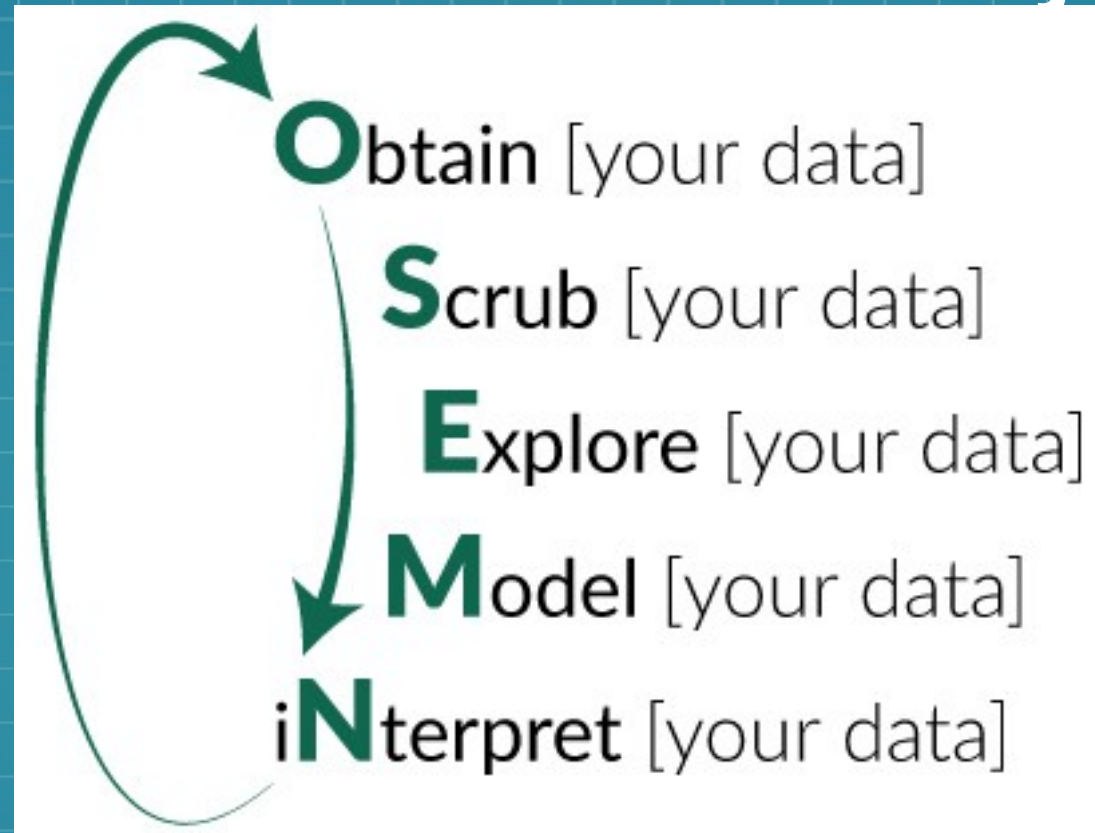 Obtain [your data]
Scrub [your data]
Explore [your data]
Model [your data]
iNterpret [your data]